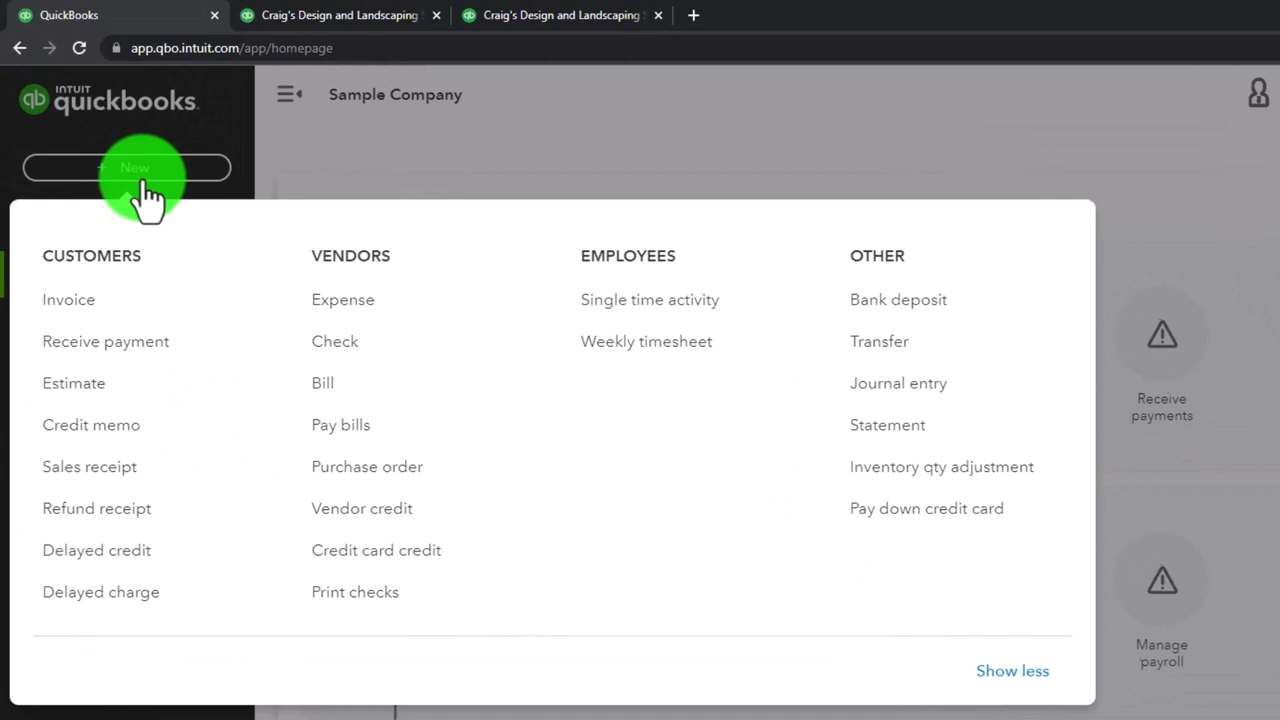 QuickBooks
Craig's Design and Landscaping
Craig's Design and Landscaping
app.qbo.intuit.com/app/homepage
INTUIT
quickbooks.
Sample Company
+ New
CUSTOMERS
Invoice
Receive payment
Estimate
Credit memo
Sales receipt
Refund receipt
Delayed credit
Delayed charge
VENDORS
Expense
Check
Bill
Pay bills
Purchase order
Vendor credit
Credit card credit
Print checks
EMPLOYEES
Single time activity
Weekly timesheet
OTHER
Bank deposit
Transfer
Journal entry
Statement
Inventory qty adjustment
Pay down credit card
Show less
Receive
payments
Manage
payroll